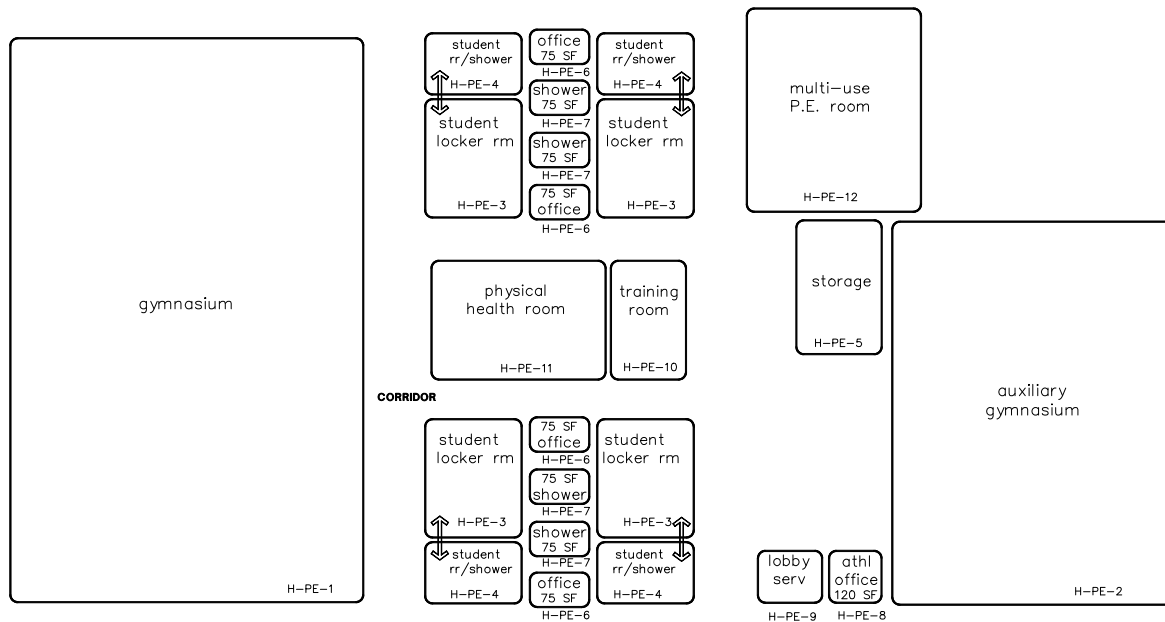 gymnasium
H-PE-1
student
rr/shower
H-PE-4
student
locker rm
H-PE-3
office
75 SF
H-PE-6
shower
75 SF
H-PE-7
shower
75 SF
H-PE-7
75 SF
office
H-PE-6
student
rr/shower
H-PE-4
student
locker rm
H-PE-3
physical
health room
H-PE-11
training
room
H-PE-10
CORRIDOR
student
locker rm
H-PE-3
student
rr/shower
H-PE-4
75 SF
office
H-PE-6
75 SF
shower
H-PE-7
shower
75 SF
H-PE-7
office
75 SF
H-PE-6
student
locker rm
H-PE-3
student
rr/shower
H-PE-4
multi-use
P.E. room
H-PE-12
storage
H-PE-5
auxiliary
gymnasium
H-PE-2
lobby
serv
H-PE-9
athl
office
120 SF
H-PE-8